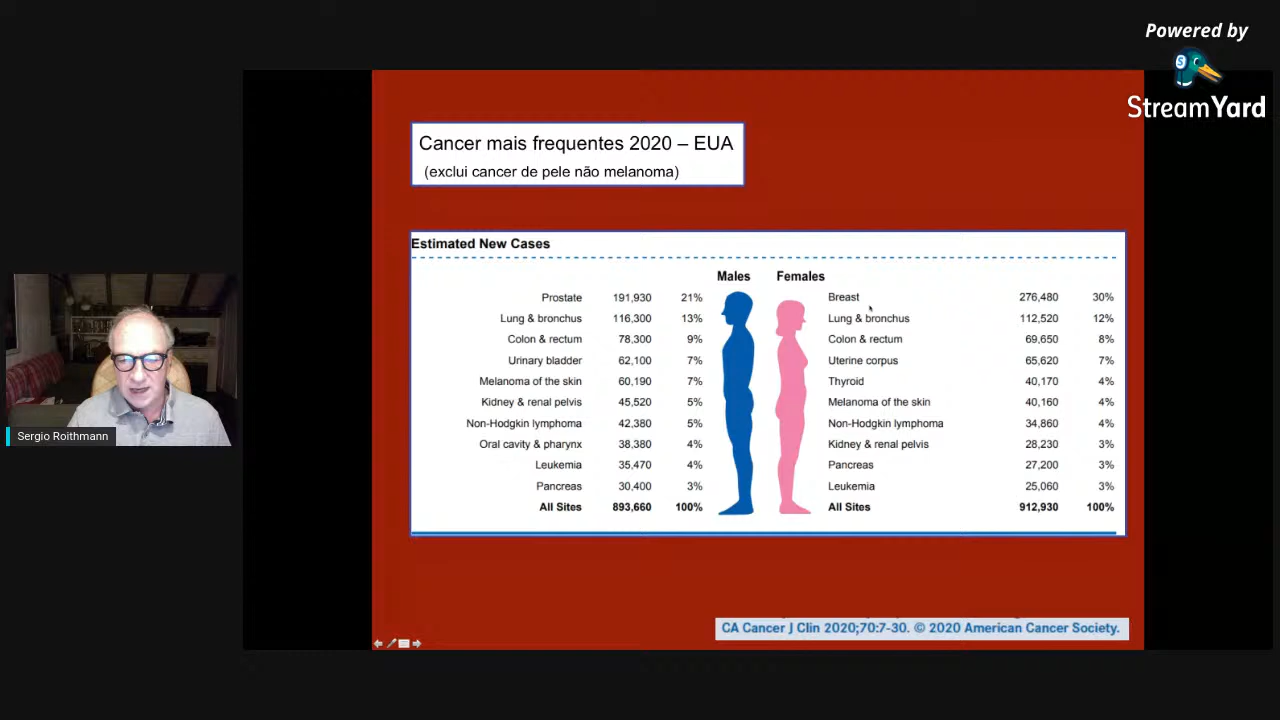 Powered by
StreamYard
Cancer mais frequentes 2020 – EUA
(exclui cancer de pele não melanoma)
Estimated New Cases
Males Females
Prostate 191,930 21% Breast 276,480 30%
Lung & bronchus 116,300 13% Lung & bronchus 112,520 12%
Colon & rectum 78,300 9% Colon & rectum 69,650 8%
Urinary bladder 62,100 7% Uterine corpus 65,620 7%
Melanoma of the skin 60,190 7% Thyroid 40,170 4%
Kidney & renal pelvis 45,520 5% Melanoma of the skin 40,160 4%
Non-Hodgkin lymphoma 42,380 5% Non-Hodgkin lymphoma 34,860 4%
Oral cavity & pharynx 38,380 4% Kidney & renal pelvis 28,230 3%
Leukemia 35,470 4% Pancreas 27,200 3%
Pancreas 30,400 3% Leukemia 25,060 3%
All Sites 893,660 100% All Sites 912,930 100%
Sergio Roithmann
CA Cancer J Clin 2020;70:7-30. © 2020 American Cancer Society.